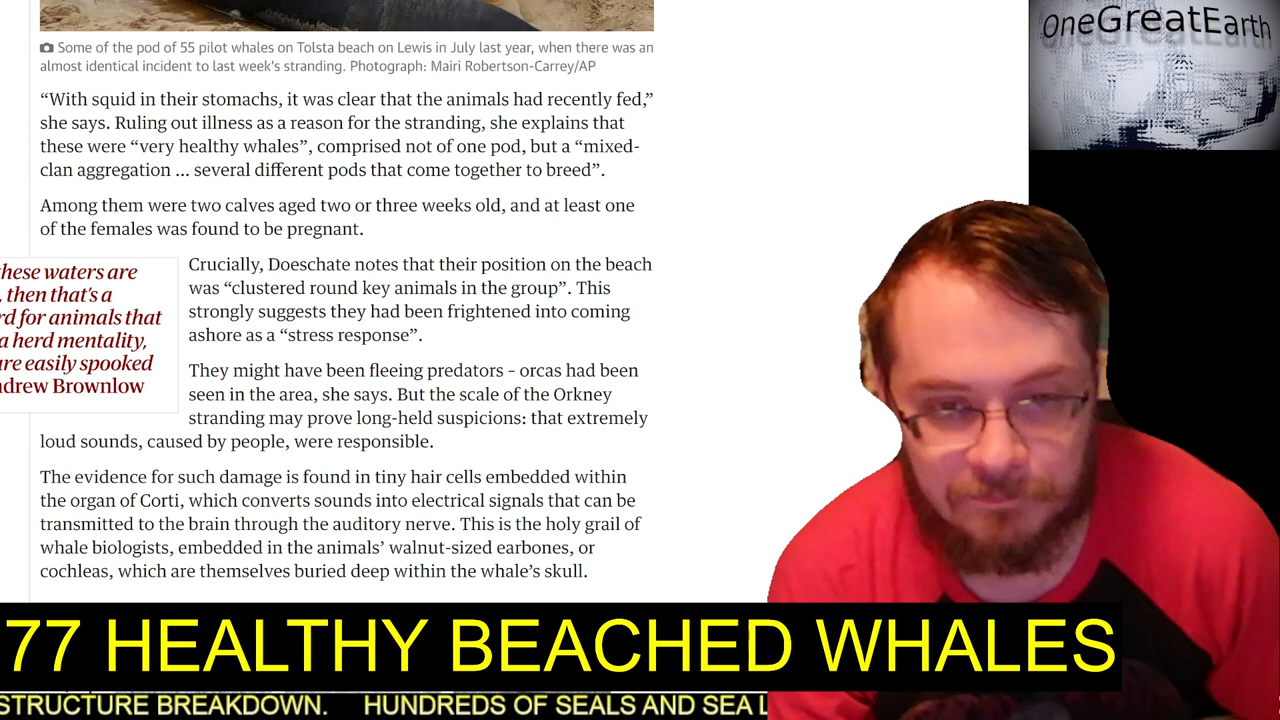 OneGreatEarth
Some of the pod of 55 pilot whales on Tolsta beach on Lewis in July last year, when there was an
almost identical incident to last week's stranding. Photograph: Mairi Robertson-Carrey/AP
“With squid in their stomachs, it was clear that the animals had recently fed,”
she says. Ruling out illness as a reason for the stranding, she explains that
these were “very healthy whales”, comprised not of one pod, but a “mixed-
clan aggregation ... several different pods that come together to breed”.
Among them were two calves aged two or three weeks old, and at least one
of the females was found to be pregnant.
hese waters are
, then that's a
rd for animals that
a herd mentality,
re easily spooked
ndrew Brownlow
Crucially, Doeschate notes that their position on the beach
was “clustered round key animals in the group”. This
strongly suggests they had been frightened into coming
ashore as a “stress response”.
They might have been fleeing predators – orcas had been
seen in the area, she says. But the scale of the Orkney
stranding may prove long-held suspicions: that extremely
loud sounds, caused by people, were responsible.
The evidence for such damage is found in tiny hair cells embedded within
the organ of Corti, which converts sounds into electrical signals that can be
transmitted to the brain through the auditory nerve. This is the holy grail of
whale biologists, embedded in the animals’ walnut-sized earbones, or
cochleas, which are themselves buried deep within the whale’s skull.
77 HEALTHY BEACHED WHALES
STRUCTURE BREAKDOWN. HUNDREDS OF SEALS AND SEA L